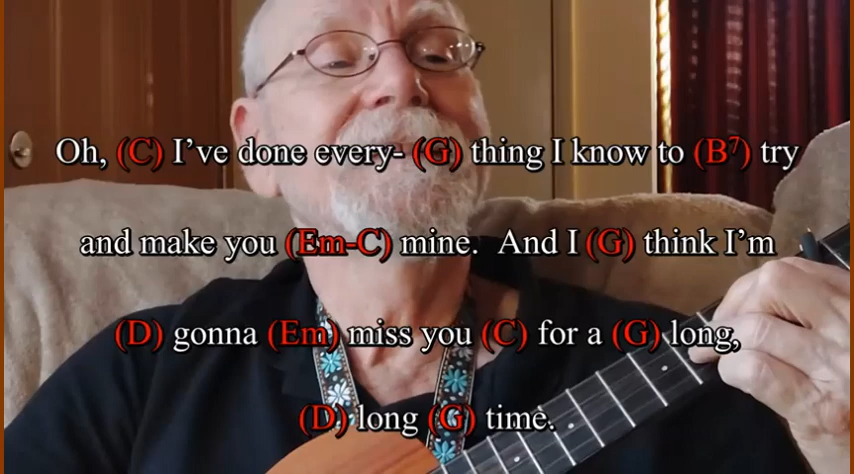 Oh, (C) I’ve done every- (G) thing I know to (B⁷) try
and make you (Em-C) mine.  And I (G) think I’m
(D) gonna (Em) miss you (C) for a (G) long,
(D) long (G) time.